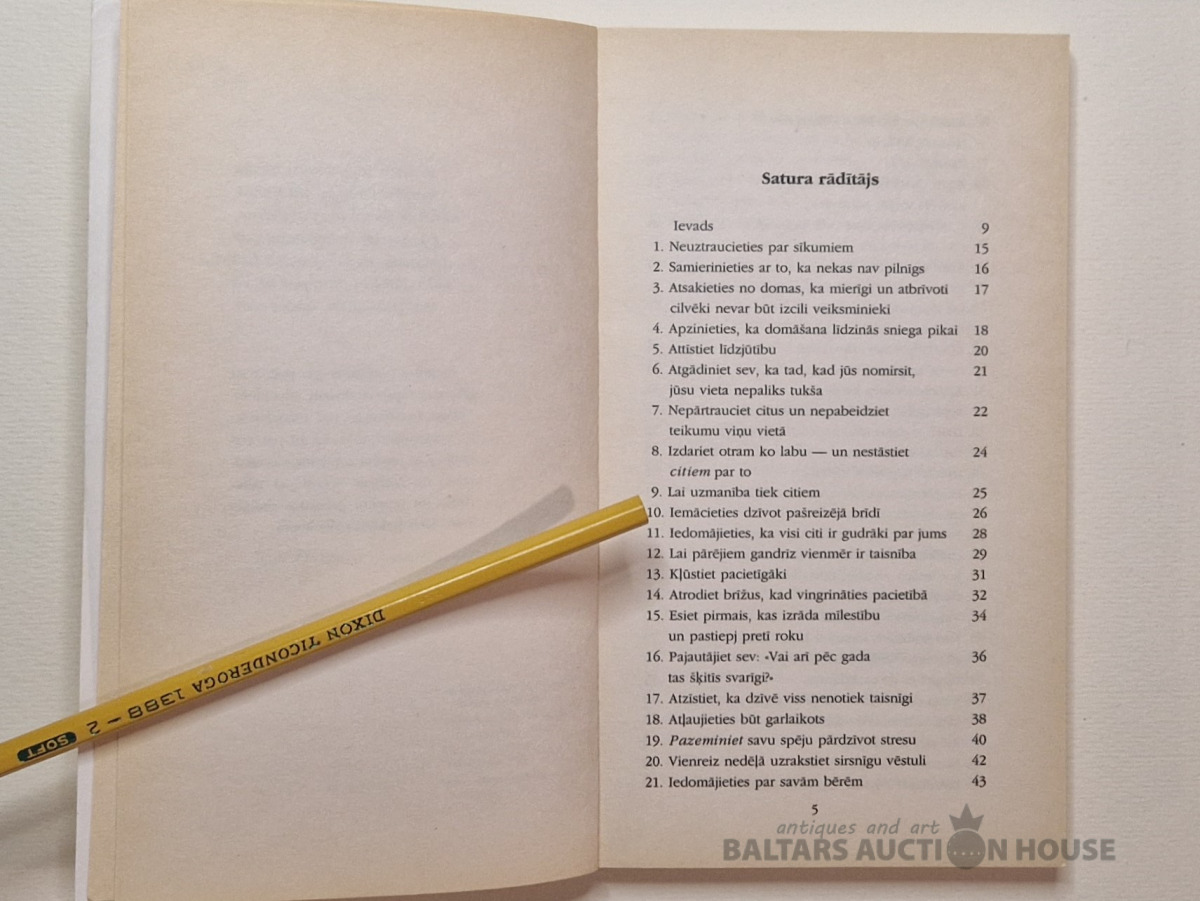 Satura rādītājs
Ievads 9
1. Neuztraucieties par sīkumiem 15
2. Samierinieties ar to, ka nekas nav pilnīgs 16
3. Atsakieties no domas, ka mierīgi un atbrīvoti 17
cilvēki nevar būt izcili veiksminieki
4. Apzinieties, ka domāšana līdzinās sniega pikai 18
5. Attīstiet līdzjūtību 20
6. Atgādiniet sev, ka tad, kad jūs nomirsit, 21
jūsu vieta nepaliks tukša
7. Nepārtrauciet citus un nepabeidziet 22
teikumu viņu vietā
8. Izdariet otram ko labu — un nestāstiet 24
citiem par to
9. Lai uzmanība tiek citiem 25
10. Iemācieties dzīvot pašreizējā brīdī 26
11. Iedomājieties, ka visi citi ir gudrāki par jums 28
12. Lai pārējiem gandrīz vienmēr ir taisnība 29
13. Kļūstiet pacietīgāki 31
14. Atrodiet brīžus, kad vingrināties pacietībā 32
15. Esiet pirmais, kas izrāda mīlestību 34
un pastiepj pretī roku
16. Pajautājiet sev: «Vai arī pēc gada 36
tas šķitīs svarīgi?»
17. Atzīstiet, ka dzīvē viss nenotiek taisnīgi 37
18. Atļaujieties būt garlaikots 38
19. Pazeminiet savu spēju pārdzīvot stresu 40
20. Vienreiz nedēļā uzrakstiet sirsnīgu vēstuli 42
21. Iedomājieties par savām bērēm 43
5
DIXON TICONDEROGA 1388 - 2 SOFT
antiques and art
BALTARS AUCTION HOUSE